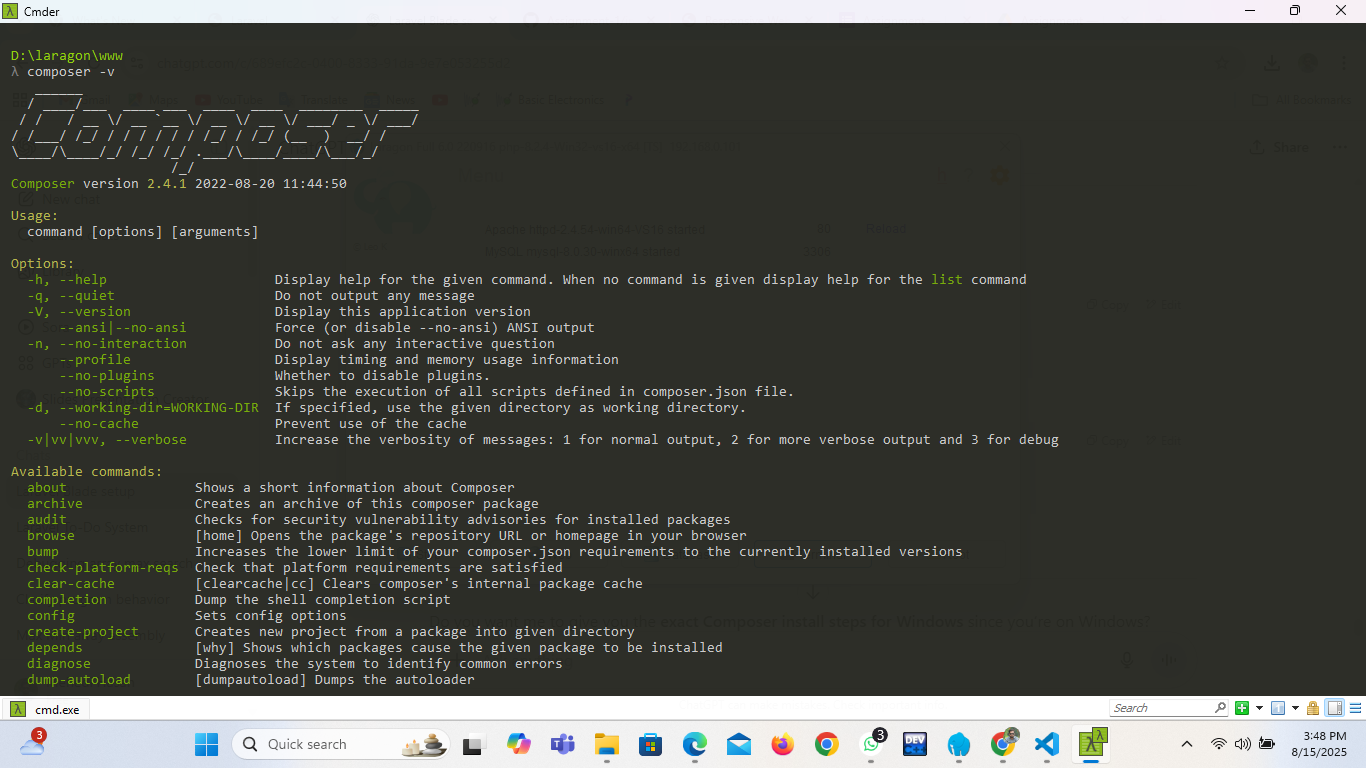 Cmder
D:\laragon\www
λ composer -v
Composer
Composer version 2.4.1 2022-08-20 11:44:50
Usage:
command [options] [arguments]
Options:
-h, --help Display help for the given command. When no command is given display help for the list command
-q, --quiet Do not output any message
-V, --version Display this application version
--ansi|--no-ansi Force (or disable --no-ansi) ANSI output
-n, --no-interaction Do not ask any interactive question
--profile Display timing and memory usage information
--no-plugins Whether to disable plugins.
--no-scripts Skips the execution of all scripts defined in composer.json file.
-d, --working-dir=WORKING-DIR If specified, use the given directory as working directory.
--no-cache Prevent use of the cache
-v|vv|vvv, --verbose Increase the verbosity of messages: 1 for normal output, 2 for more verbose output and 3 for debug
Available commands:
about Shows a short information about Composer
archive Creates an archive of this composer package
audit Checks for security vulnerability advisories for installed packages
browse [home] Opens the package's repository URL or homepage in your browser
bump Increases the lower limit of your composer.json requirements to the currently installed versions
check-platform-reqs Check that platform requirements are satisfied
clear-cache [clearcache|cc] Clears composer's internal package cache
completion Dump the shell completion script
config Sets config options
create-project Creates new project from a package into given directory
depends [why] Shows which packages cause the given package to be installed
diagnose Diagnoses the system to identify common errors
dump-autoload [dumpautoload] Dumps the autoloader
λ cmd.exe
Search
3
Quick search
3
DEV
3:48 PM
8/15/2025